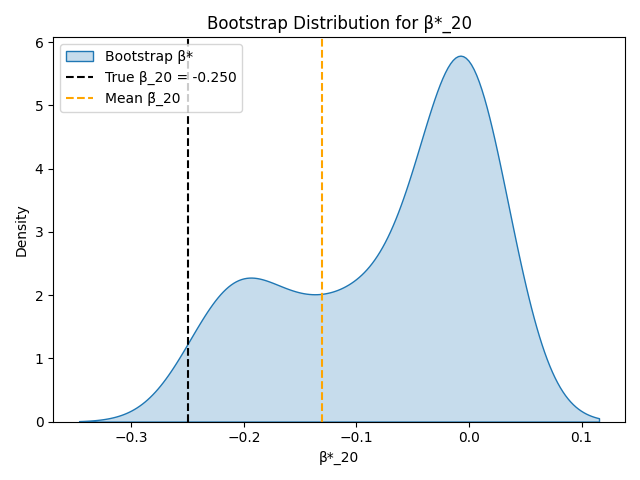 Bootstrap Distribution for β*_20
Bootstrap β*
True β_20 = -0.250
Mean β_20
6
5
4
3
2
1
0
Density
−0.3
−0.2
−0.1
0.0
0.1
β*_20